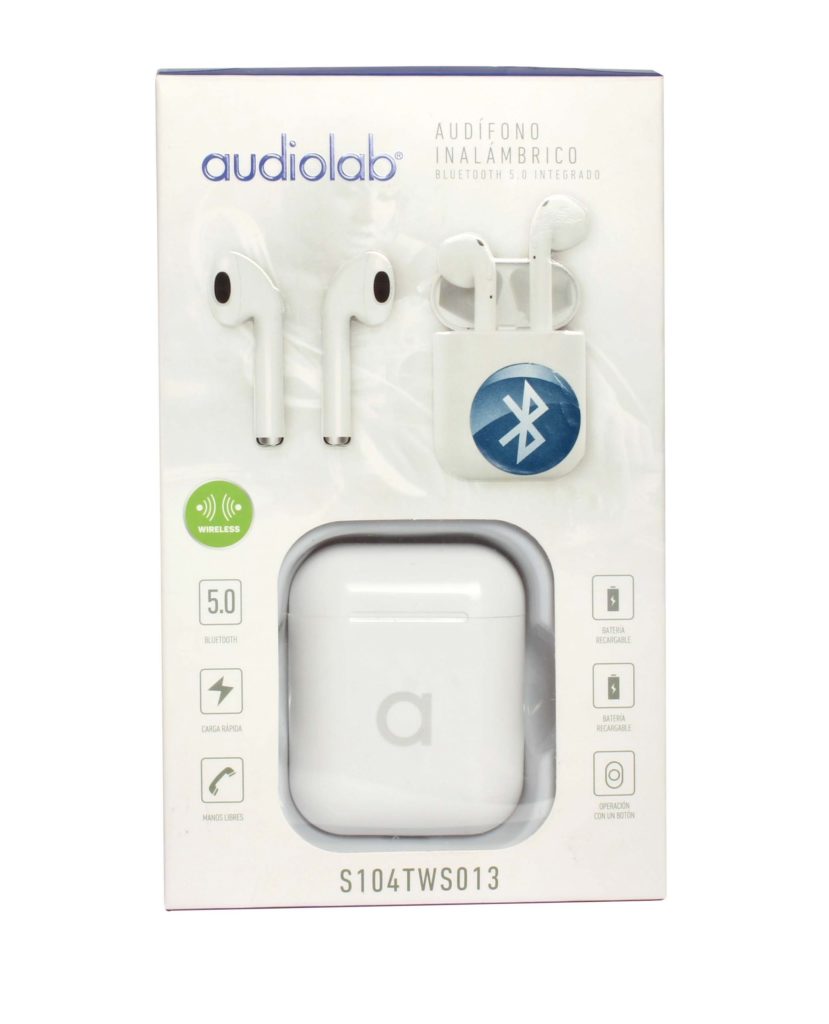 audiolab®
AUDÍFONO
INALÁMBRICO
BLUETOOTH 5.0 INTEGRADO
WIRELESS
5.0
BLUETOOTH
CARGA RÁPIDA
MANOS LIBRES
BATERÍA
RECARGABLE
BATERÍA
RECARGABLE
OPERACIÓN
CON UN BOTÓN
a
S104TWS013